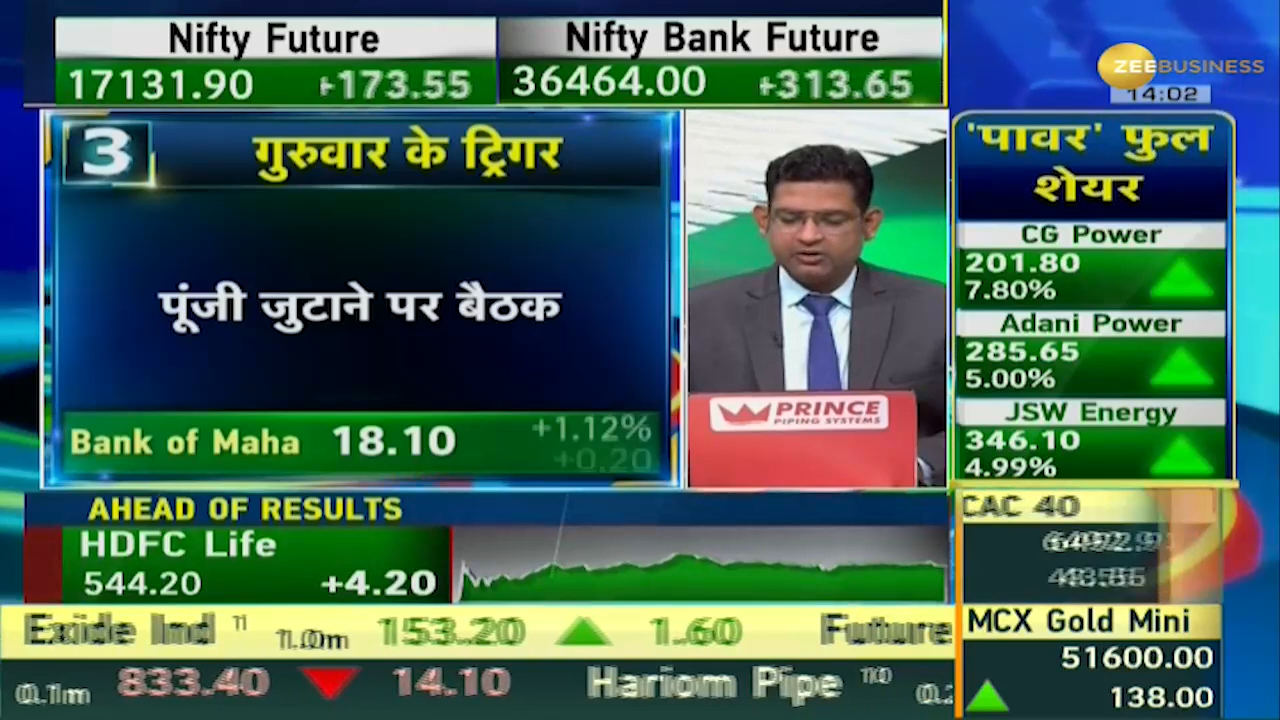 Nifty Future
17131.90 +173.55
Nifty Bank Future
36464.00 +313.65
ZEEBUSINESS
14:02
3 गुरुवार के ट्रिगर
पूंजी जुटाने पर बैठक
Bank of Maha 18.10 +1.12%
+0.20
PRINCE
PIPING SYSTEMS
'पावर' फुल
शेयर
CG Power
201.80
7.80%
Adani Power
285.65
5.00%
JSW Energy
346.10
4.99%
AHEAD OF RESULTS
HDFC Life
544.20 +4.20
CAC 40
MCX Gold Mini
51600.00
138.00
Exide Ind 153.20 1.60 Future
0.1m 833.40 14.10 Hariom Pipe